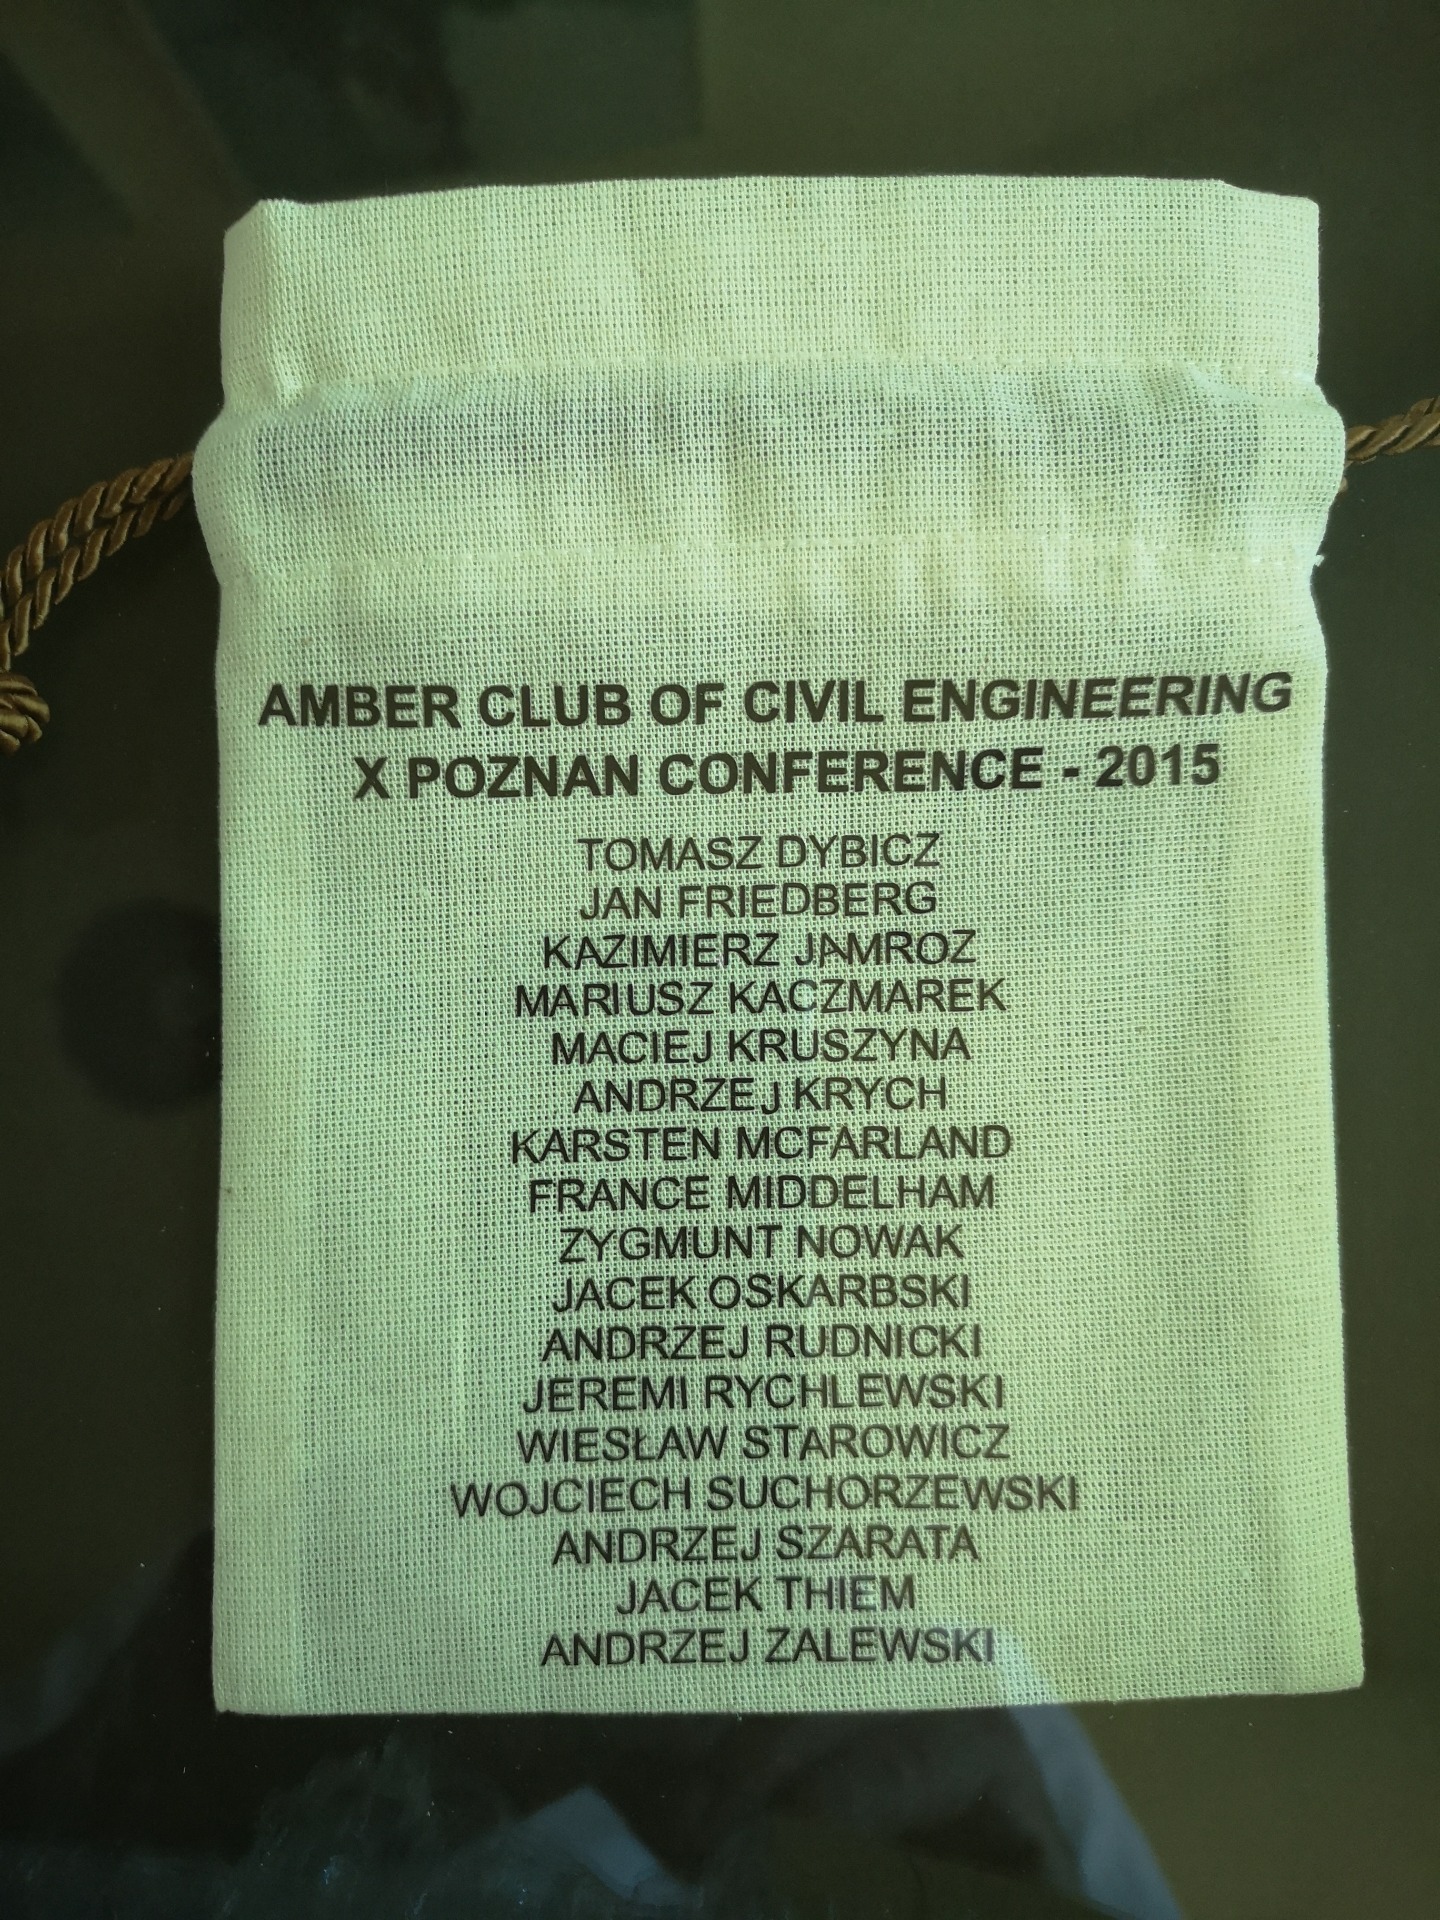 AMBER CLUB OF CIVIL ENGINEERING
X POZNAN CONFERENCE - 2015
TOMASZ DYBICZ
JAN FRIEDBERG
KAZIMIERZ JAMROZ
MARIUSZ KACZMAREK
MACIEJ KRUSZYNA
ANDRZEJ KRYCH
KARSTEN MCFARLAND
FRANCE MIDDELHAM
ZYGMUNT NOWAK
JACEK OSKARBSKI
ANDRZEJ RUDNICKI
JEREMI RYCHLEWSKI
WIESŁAW STAROWICZ
WOJCIECH SUCHORZEWSKI
ANDRZEJ SZARATA
JACEK THIEM
ANDRZEJ ZALEWSKI